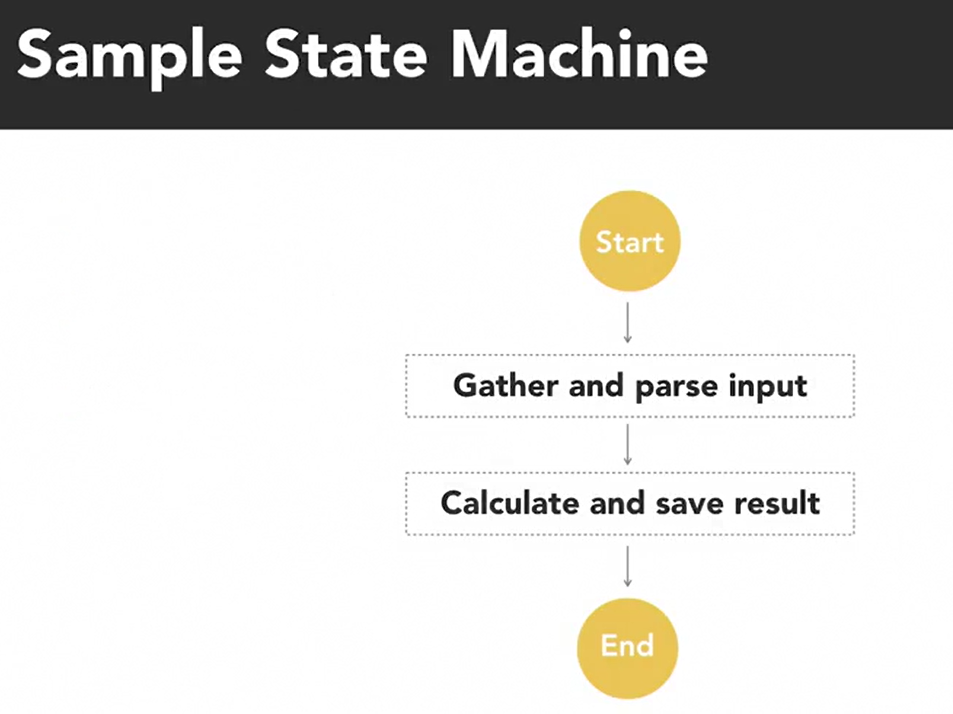 Sample State Machine
Start
Gather and parse input
Calculate and save result
End